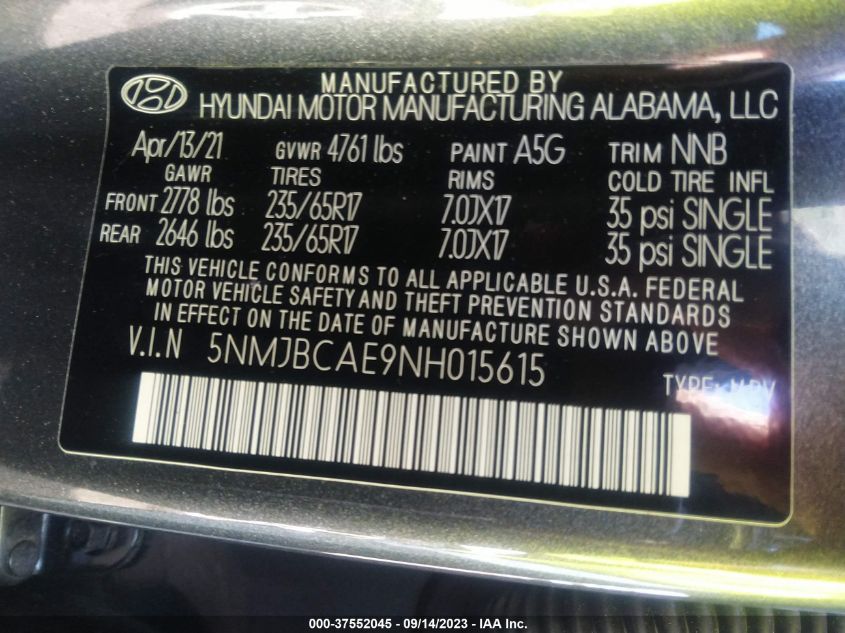 MANUFACTURED BY
HYUNDAI MOTOR MANUFACTURING ALABAMA, LLC
Apr/13/21 GVWR 4761 lbs PAINT A5G TRIM NNB
GAWR TIRES RIMS COLD TIRE INFL
FRONT 2778 lbs 235/65R17 7.0JX17 35 psi SINGLE
REAR 2646 lbs 235/65R17 7.0JX17 35 psi SINGLE
THIS VEHICLE CONFORMS TO ALL APPLICABLE U.S.A. FEDERAL
MOTOR VEHICLE SAFETY AND THEFT PREVENTION STANDARDS
IN EFFECT ON THE DATE OF MANUFACTURE SHOWN ABOVE
V.I.N 5NMJBCAE9NH015615
TYPE: MPV
000-37552045 - 09/14/2023 - IAA Inc.